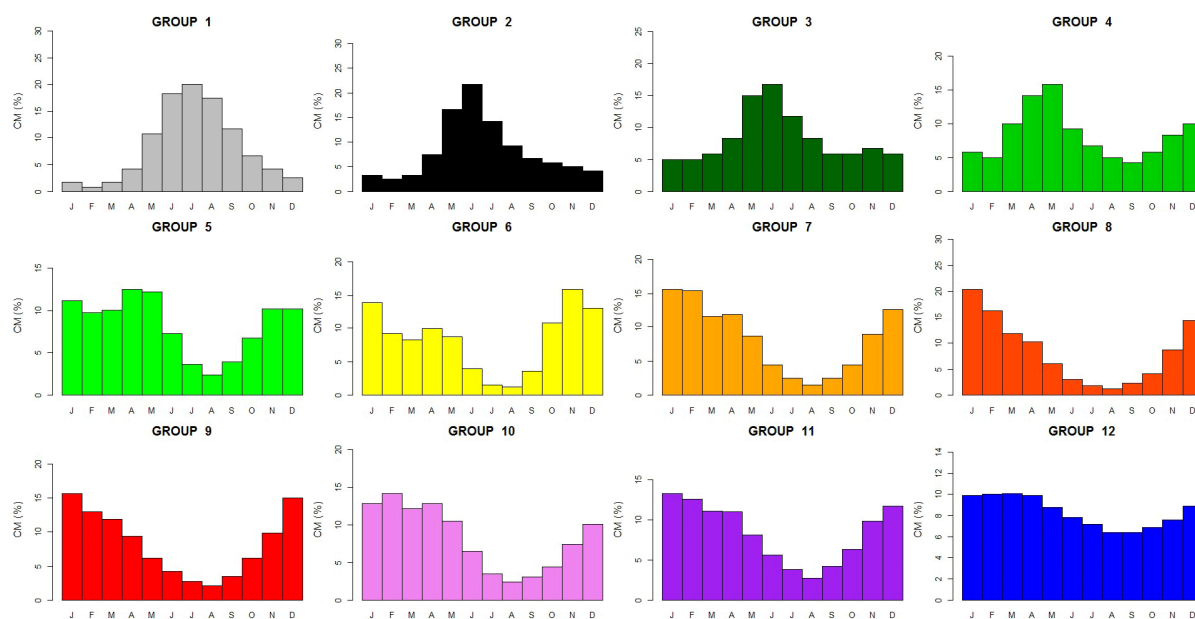 GROUP 1
CM (%)
30
25
20
15
10
5
0
J F M A M J J A S O N D
GROUP 2
CM (%)
30
25
20
15
10
5
0
J F M A M J J A S O N D
GROUP 3
CM (%)
25
20
15
10
5
0
J F M A M J J A S O N D
GROUP 4
CM (%)
20
15
10
5
0
J F M A M J J A S O N D
GROUP 5
CM (%)
15
10
5
0
J F M A M J J A S O N D
GROUP 6
CM (%)
20
15
10
5
0
J F M A M J J A S O N D
GROUP 7
CM (%)
20
15
10
5
0
J F M A M J J A S O N D
GROUP 8
CM (%)
30
25
20
15
10
5
0
J F M A M J J A S O N D
GROUP 9
CM (%)
20
15
10
5
0
J F M A M J J A S O N D
GROUP 10
CM (%)
20
15
10
5
0
J F M A M J J A S O N D
GROUP 11
CM (%)
15
10
5
0
J F M A M J J A S O N D
GROUP 12
CM (%)
14
12
10
8
6
4
2
0
J F M A M J J A S O N D